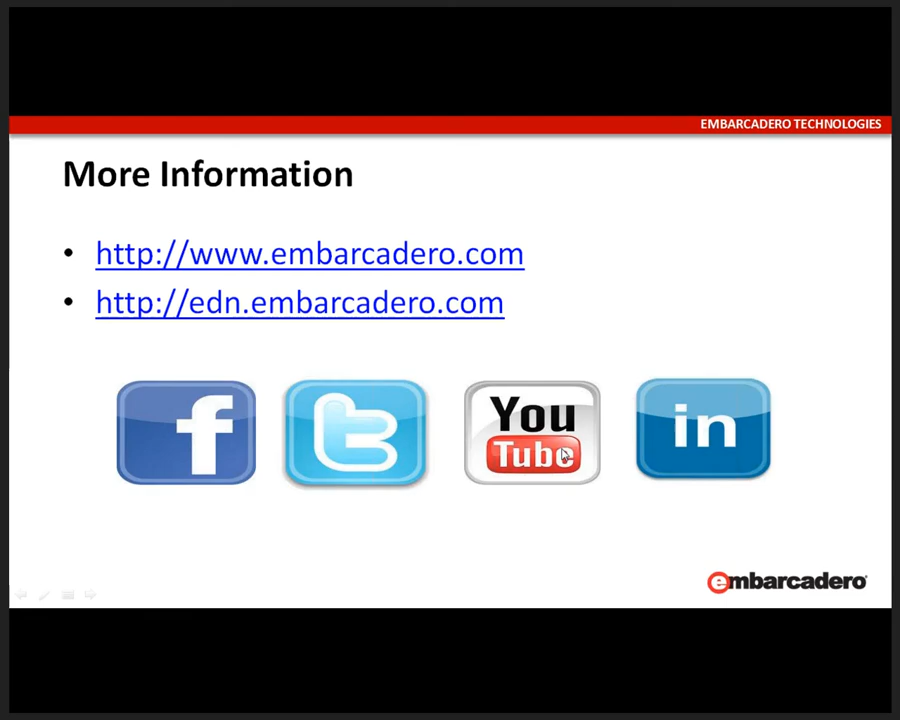 EMBARCADERO TECHNOLOGIES
More Information
• http://www.embarcadero.com
• http://edn.embarcadero.com
f t You Tube in
embarcadero